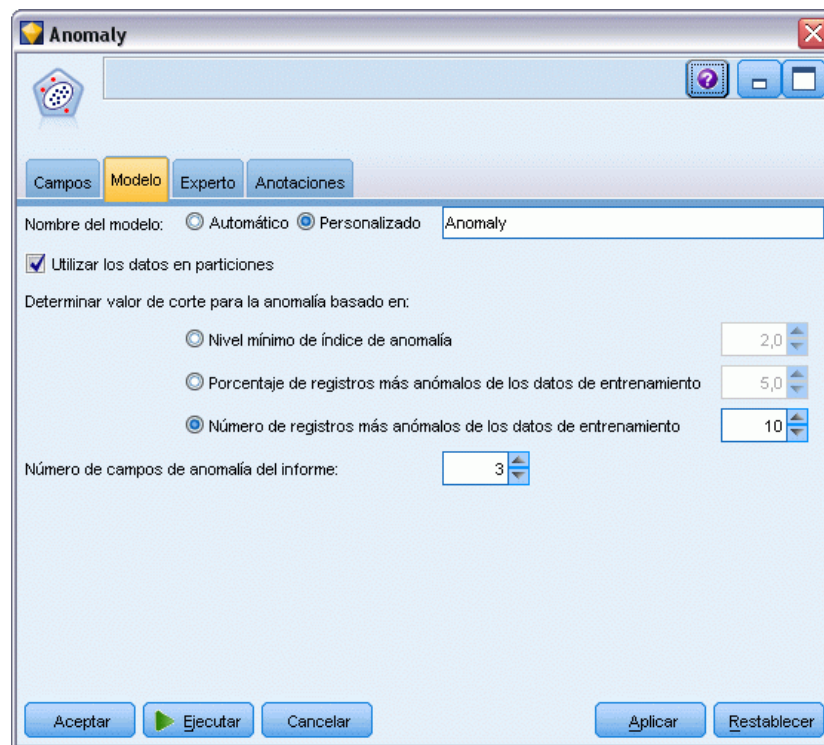 Anomaly
?
Campos Modelo Experto Anotaciones
Nombre del modelo: Automático Personalizado Anomaly
Utilizar los datos en particiones
Determinar valor de corte para la anomalía basado en:
Nivel mínimo de índice de anomalía 2,0
Porcentaje de registros más anómalos de los datos de entrenamiento 5,0
Número de registros más anómalos de los datos de entrenamiento 10
Número de campos de anomalía del informe: 3
Aceptar Ejecutar Cancelar Aplicar Restablecer